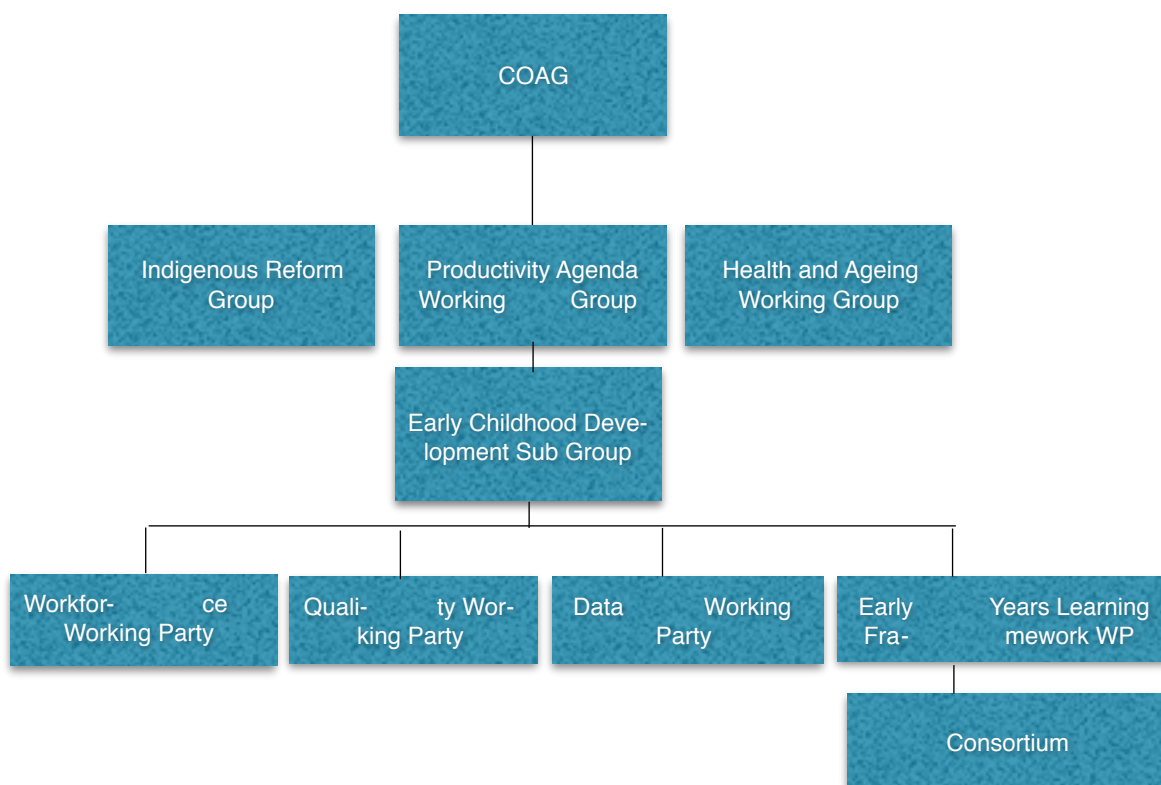 COAG
Indigenous Reform
Group
Productivity Agenda
Working Group
Health and Ageing
Working Group
Early Childhood Deve-
lopment Sub Group
Workfor- ce
Working Party
Quali- ty Wor-
king Party
Data Working
Party
Early Years Learning
Fra- mework WP
Consortium